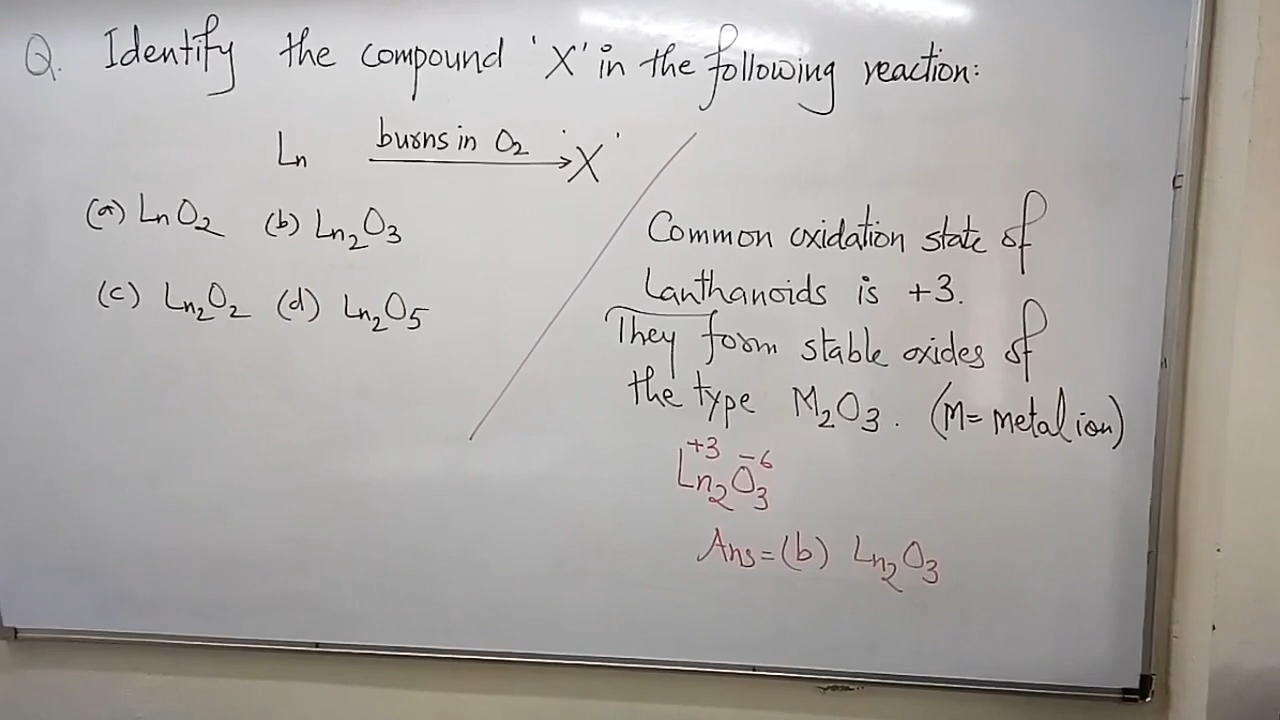 Q. Identify the compound 'X' in the following reaction:
Ln burns in O₂ → 'X'
(a) LnO₂ (b) Ln₂O₃
(c) Ln₂O₂ (d) Ln₂O₅
Common oxidation state of
Lanthanoids is +3.
They form stable oxides of
the type M₂O₃. (M= metal ion)
+3 -6
Ln₂O₃
Ans=(b) Ln₂O₃